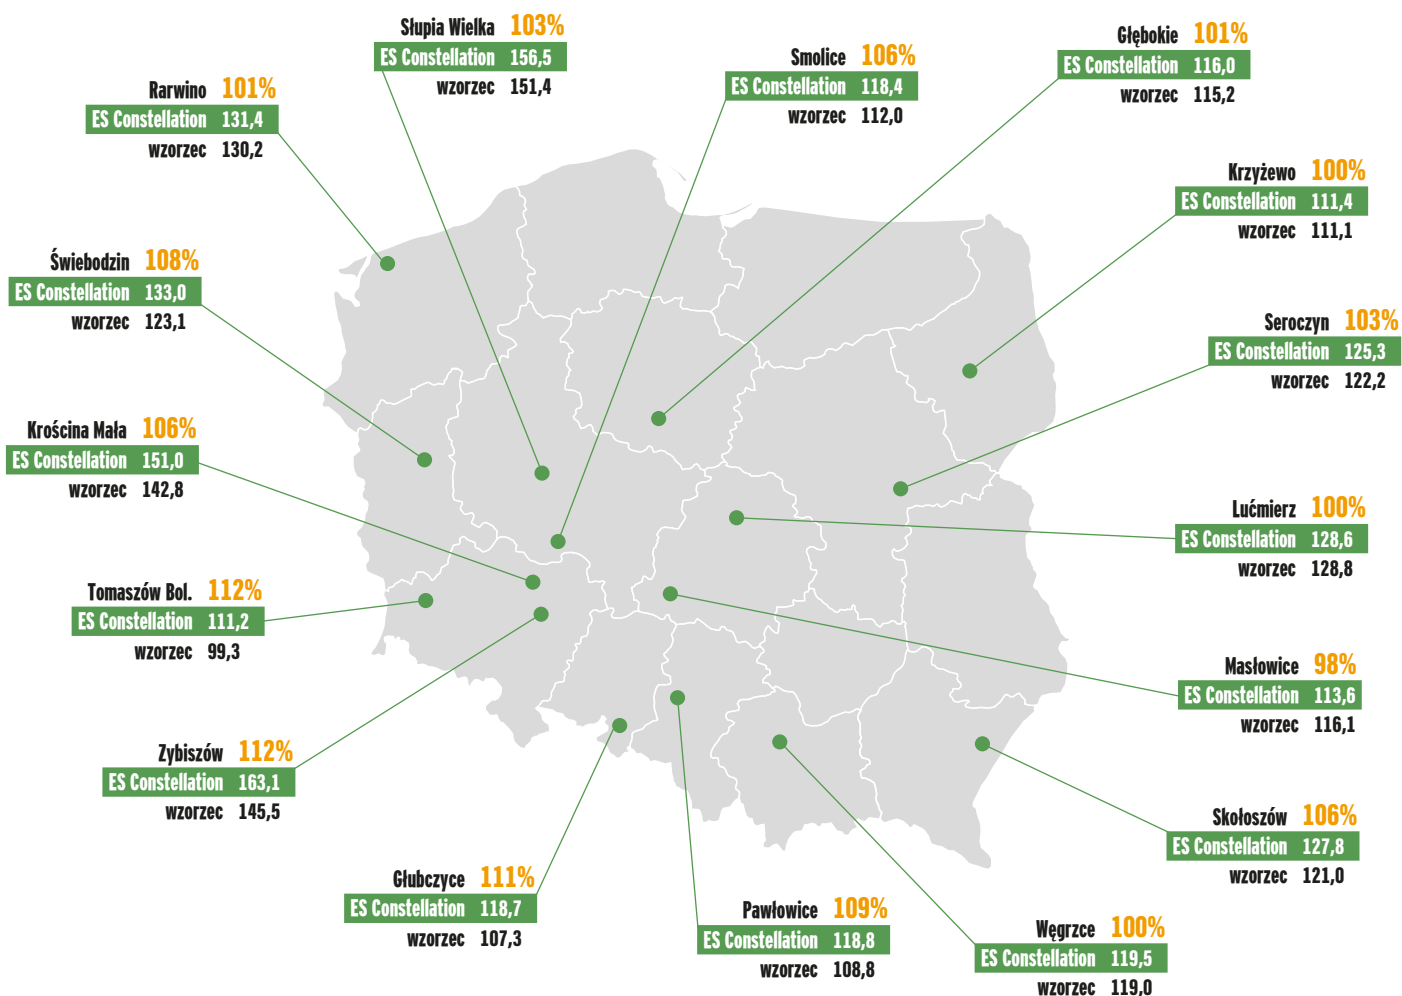 Słupia Wielka 103%
ES Constellation 156,5
wzorzec 151,4
Smolice 106%
ES Constellation 118,4
wzorzec 112,0
Głębokie 101%
ES Constellation 116,0
wzorzec 115,2
Rarwino 101%
ES Constellation 131,4
wzorzec 130,2
Krzyżewo 100%
ES Constellation 111,4
wzorzec 111,1
Świebodzin 108%
ES Constellation 133,0
wzorzec 123,1
Seroczyn 103%
ES Constellation 125,3
wzorzec 122,2
Krościna Mała 106%
ES Constellation 151,0
wzorzec 142,8
Lućmierz 100%
ES Constellation 128,6
wzorzec 128,8
Tomaszów Bol. 112%
ES Constellation 111,2
wzorzec 99,3
Masłowice 98%
ES Constellation 113,6
wzorzec 116,1
Zybiszów 112%
ES Constellation 163,1
wzorzec 145,5
Skołoszów 106%
ES Constellation 127,8
wzorzec 121,0
Głubczyce 111%
ES Constellation 118,7
wzorzec 107,3
Pawłowice 109%
ES Constellation 118,8
wzorzec 108,8
Węgrzce 100%
ES Constellation 119,5
wzorzec 119,0